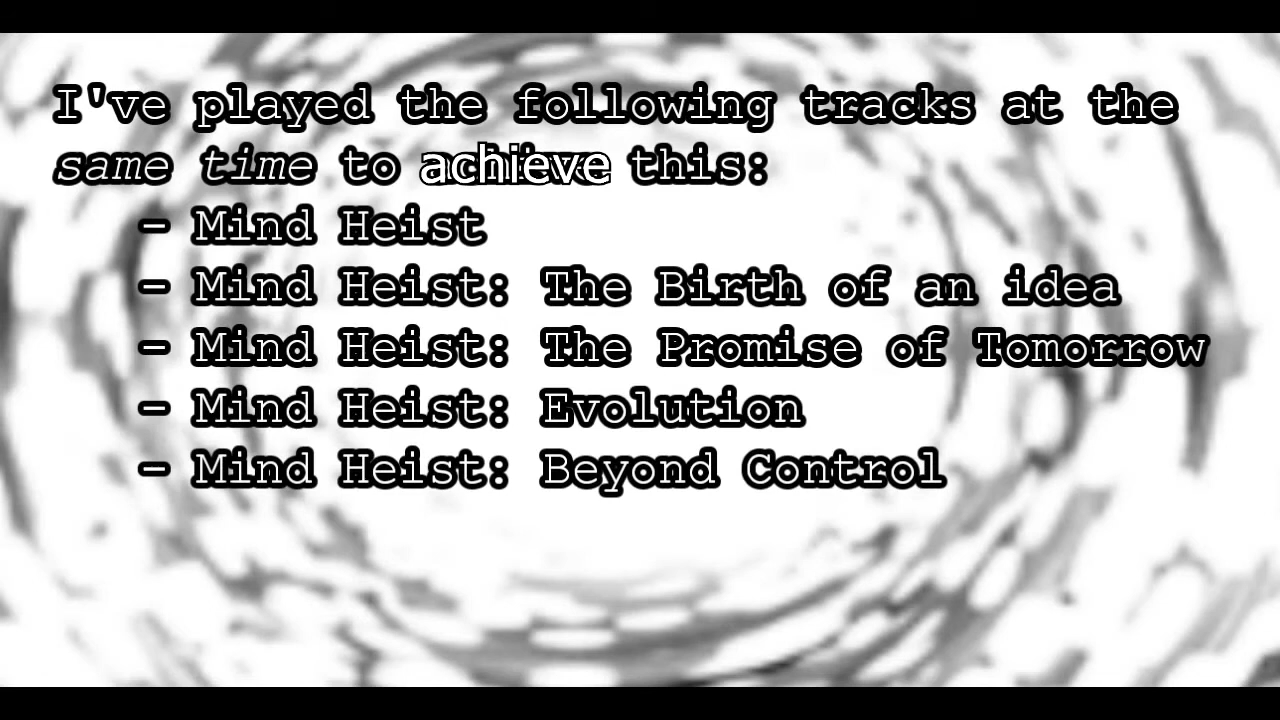 I've played the following tracks at the
same time to achieve this:
- Mind Heist
- Mind Heist: The Birth of an idea
- Mind Heist: The Promise of Tomorrow
- Mind Heist: Evolution
- Mind Heist: Beyond Control